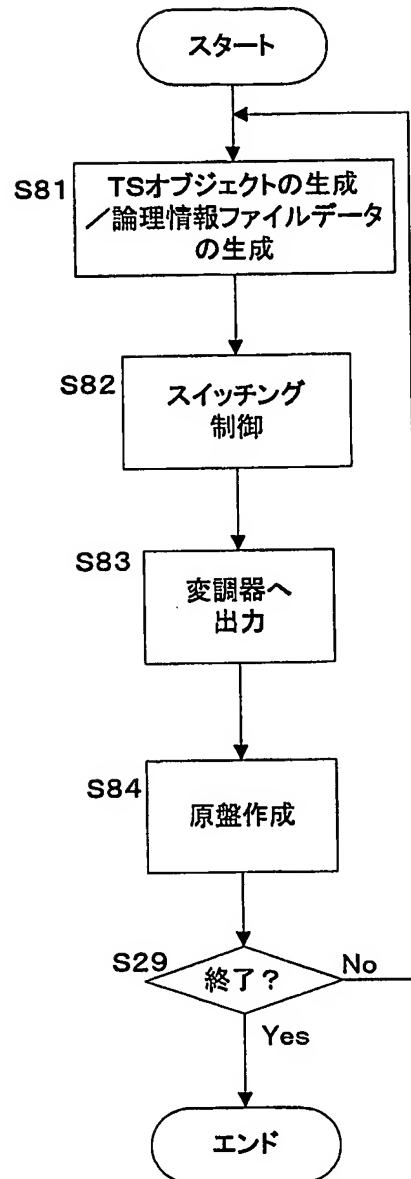 スタート
S81
TSオブジェクトの生成
/論理情報ファイルデータ
の生成
S82
スイッチング
制御
S83
変調器へ
出力
S84
原盤作成
S29
終了?
No
Yes
エンド